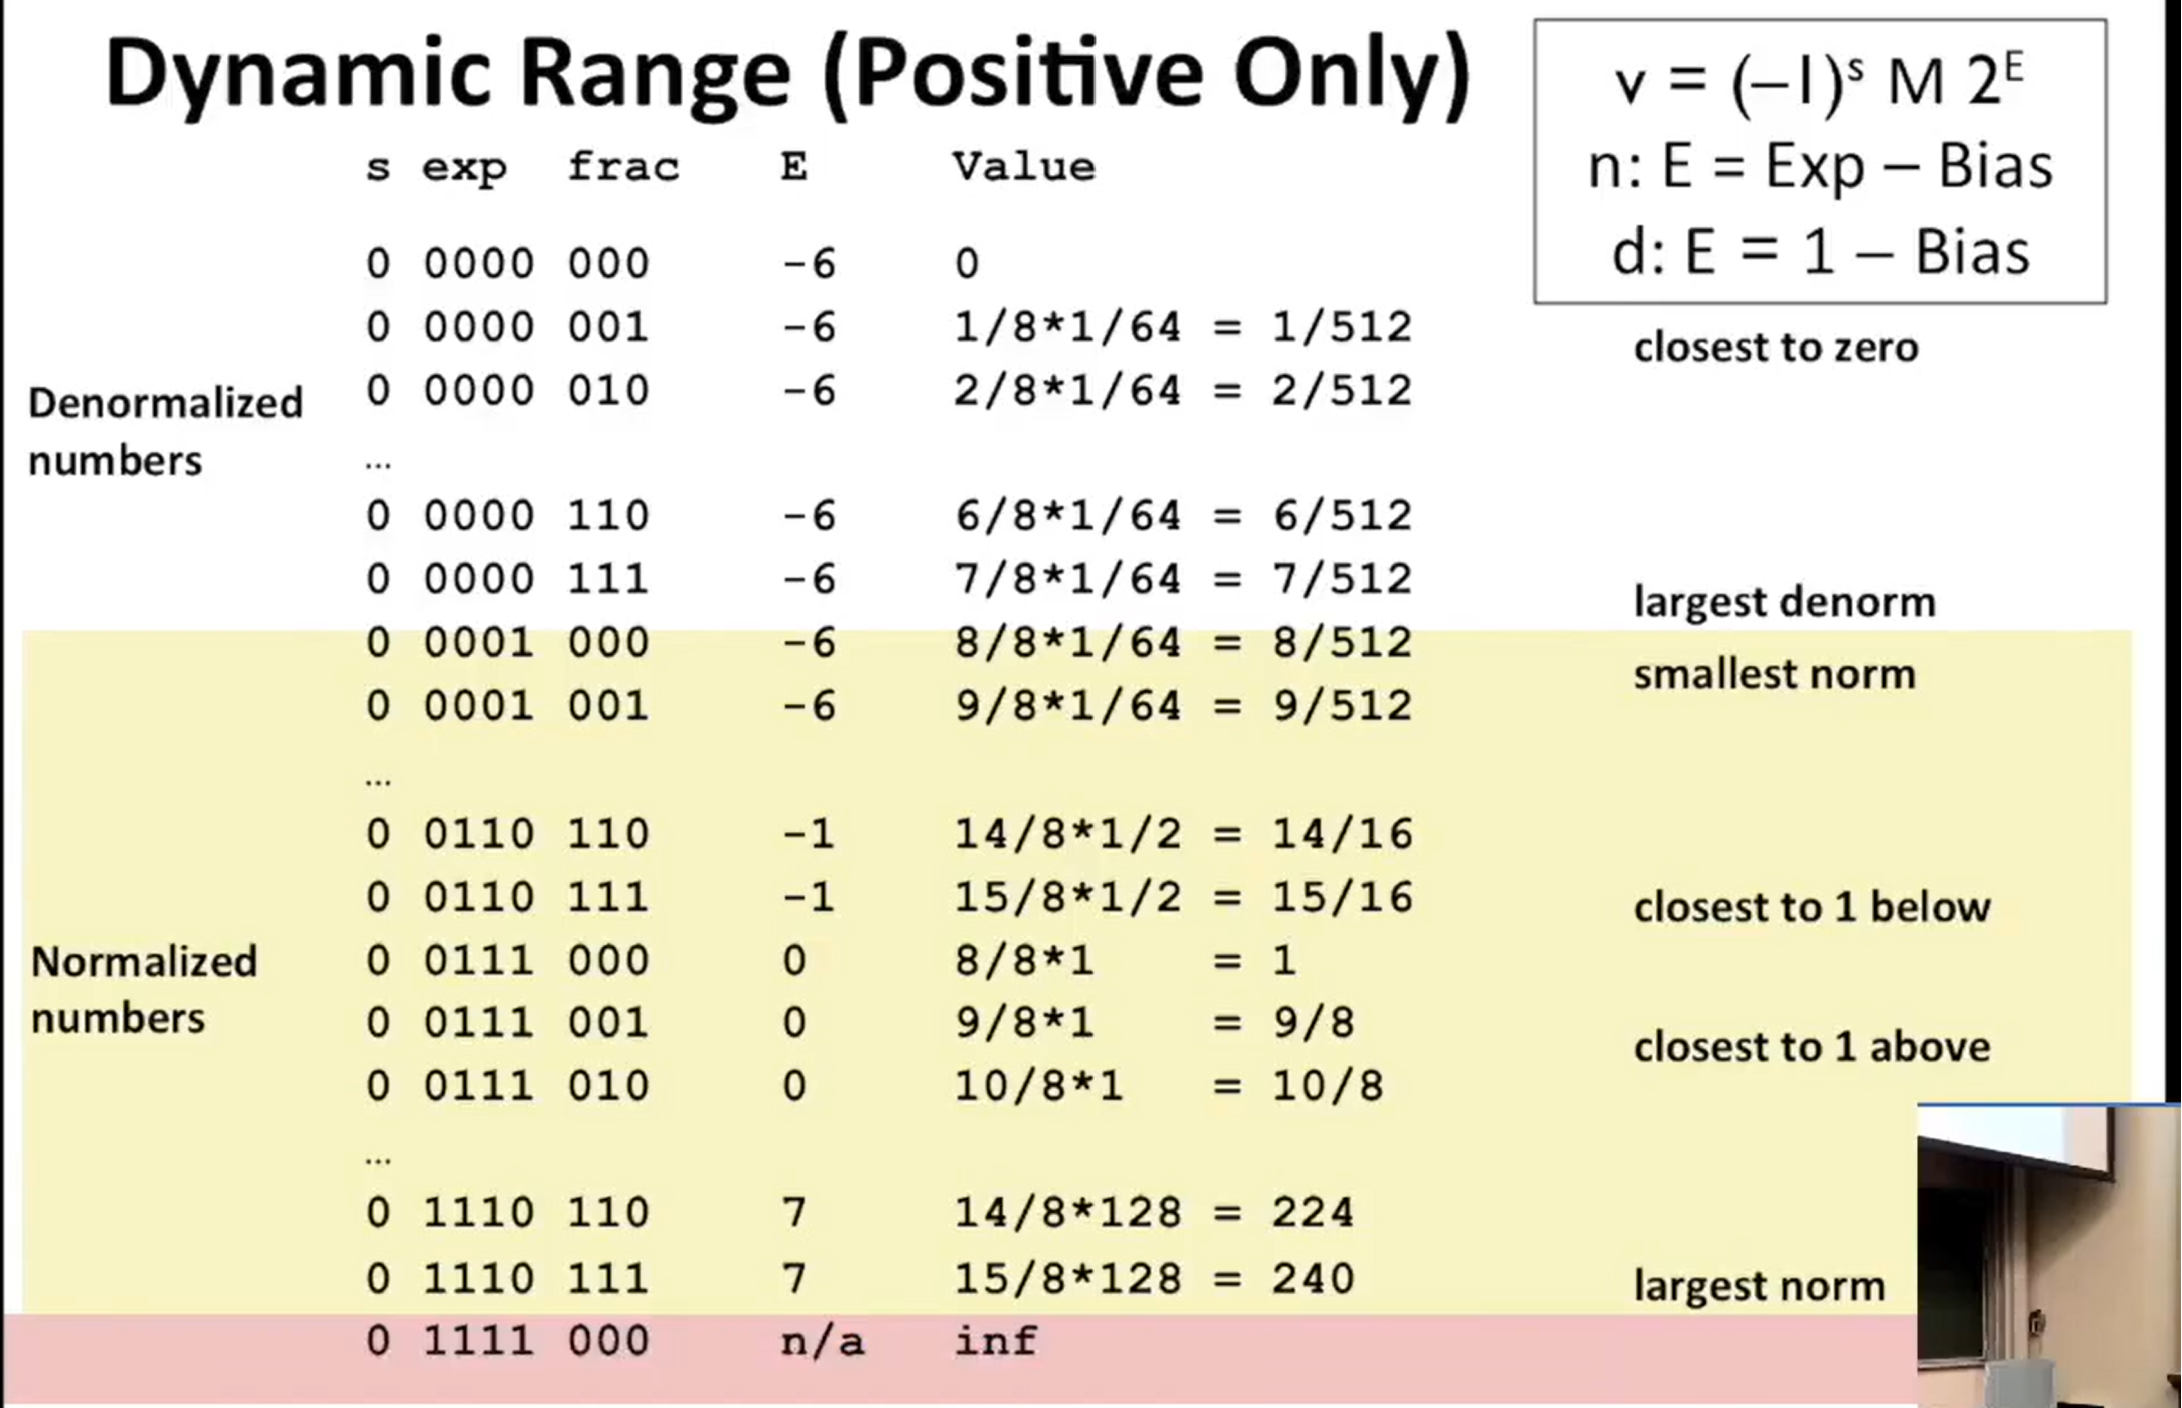 Dynamic Range (Positive Only)
v = (–1)ˢ M 2ᴱ
n: E = Exp – Bias
d: E = 1 – Bias
s exp frac E Value
0 0000 000 -6 0
0 0000 001 -6 1/8*1/64 = 1/512 closest to zero
0 0000 010 -6 2/8*1/64 = 2/512
Denormalized
numbers
...
0 0000 110 -6 6/8*1/64 = 6/512
0 0000 111 -6 7/8*1/64 = 7/512 largest denorm
0 0001 000 -6 8/8*1/64 = 8/512 smallest norm
0 0001 001 -6 9/8*1/64 = 9/512
...
0 0110 110 -1 14/8*1/2 = 14/16
0 0110 111 -1 15/8*1/2 = 15/16 closest to 1 below
Normalized
numbers
0 0111 000 0 8/8*1 = 1
0 0111 001 0 9/8*1 = 9/8 closest to 1 above
0 0111 010 0 10/8*1 = 10/8
...
0 1110 110 7 14/8*128 = 224
0 1110 111 7 15/8*128 = 240 largest norm
0 1111 000 n/a inf